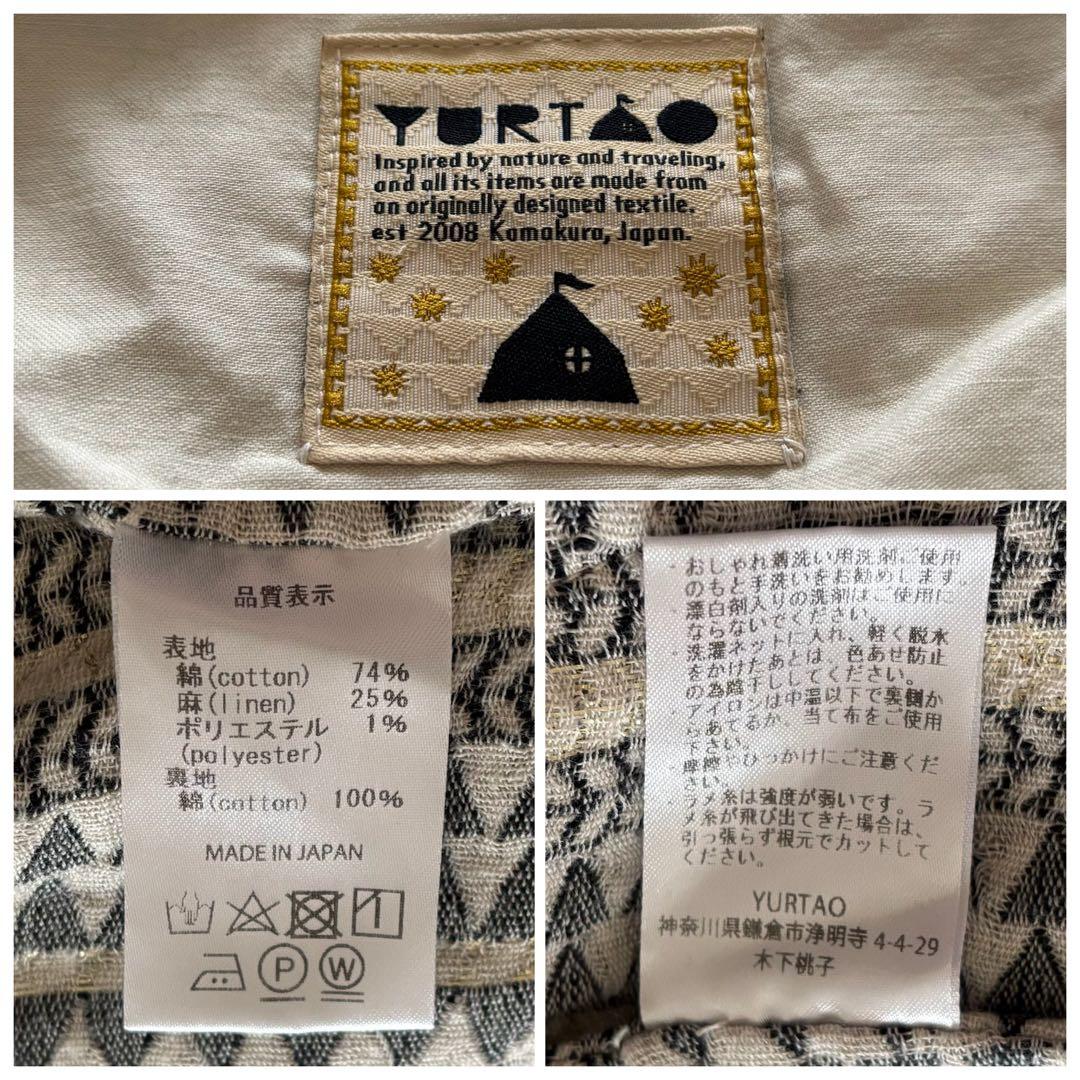 YURTAO
Inspired by nature and traveling,
and all its items are made from
an originally designed textile.
est 2008 Kamakura, Japan.
品質表示
表地
綿(cotton) 74%
麻(linen) 25%
ポリエステル 1%
(polyester)
裏地
綿(cotton) 100%
MADE IN JAPAN
P W
・おしゃれ着洗い用洗剤ご使用
のもと手洗いをお勧めします。
・漂白剤入りの洗剤はご使用に
ならないでください。
・洗濯ネットに入れ、軽く脱水
をかけたあとは、色あせ防止
の為陰干ししてください。
・アイロンは中温以下で裏側か
らあてるか、当て布をご使用
下さい。
摩擦やひっかけにご注意くだ
さい。
ラメ糸は強度が弱いです。ラ
メ糸が飛び出てきた場合は、
引っ張らず根元でカットして
ください。
YURTAO
神奈川県鎌倉市浄明寺 4-4-29
木下桃子